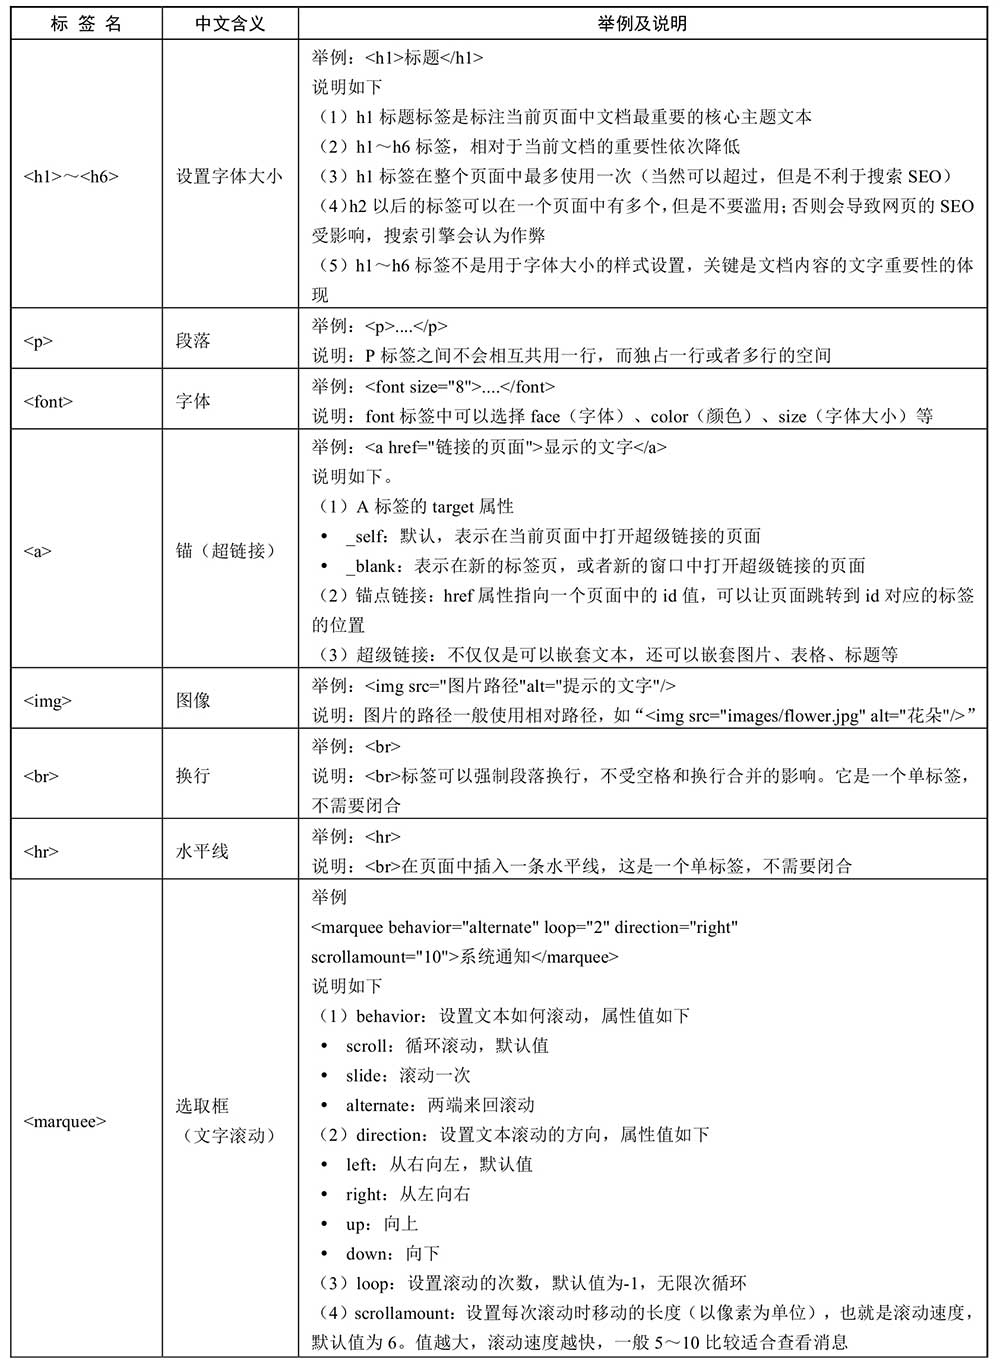 标 签 名 中文含义 举例及说明
<h1>～<h6>
设置字体大小
举例：<h1>标题</h1>
说明如下
（1）h1 标题标签是标注当前页面中文档最重要的核心主题文本
（2）h1～h6 标签，相对于当前文档的重要性依次降低
（3）h1 标签在整个页面中最多使用一次（当然可以超过，但是不利于搜索 SEO）
（4）h2 以后的标签可以在一个页面中有多个，但是不要滥用；否则会导致网页的 SEO
受影响，搜索引擎会认为作弊
（5）h1～h6 标签不是用于字体大小的样式设置，关键是文档内容的文字重要性的体
现
<p>
段落
举例：<p>....</p>
说明：P 标签之间不会相互共用一行，而独占一行或者多行的空间
<font>
字体
举例：<font size="8">....</font>
说明：font 标签中可以选择 face（字体）、color（颜色）、size（字体大小）等
<a>
锚（超链接）
举例：<a href="链接的页面">显示的文字</a>
说明如下。
（1）A 标签的 target 属性
• _self：默认，表示在当前页面中打开超级链接的页面
• _blank：表示在新的标签页，或者新的窗口中打开超级链接的页面
（2）锚点链接：href 属性指向一个页面中的 id 值，可以让页面跳转到 id 对应的标签
的位置
（3）超级链接：不仅仅是可以嵌套文本，还可以嵌套图片、表格、标题等
<img>
图像
举例：<img src="图片路径"alt="提示的文字"/>
说明：图片的路径一般使用相对路径，如“<img src="images/flower.jpg" alt="花朵"/>”
<br>
换行
举例：<br>
说明：<br>标签可以强制段落换行，不受空格和换行合并的影响。它是一个单标签，
不需要闭合
<hr>
水平线
举例：<hr>
说明：<br>在页面中插入一条水平线，这是一个单标签，不需要闭合
<marquee>
选取框
（文字滚动）
举例
<marquee behavior="alternate" loop="2" direction="right"
scrollamount="10">系统通知</marquee>
说明如下
（1）behavior：设置文本如何滚动，属性值如下
• scroll：循环滚动，默认值
• slide：滚动一次
• alternate：两端来回滚动
（2）direction：设置文本滚动的方向，属性值如下
• left：从右向左，默认值
• right：从左向右
• up：向上
• down：向下
（3）loop：设置滚动的次数，默认值为-1，无限次循环
（4）scrollamount：设置每次滚动时移动的长度（以像素为单位），也就是滚动速度，
默认值为 6。值越大，滚动速度越快，一般 5～10 比较适合查看消息